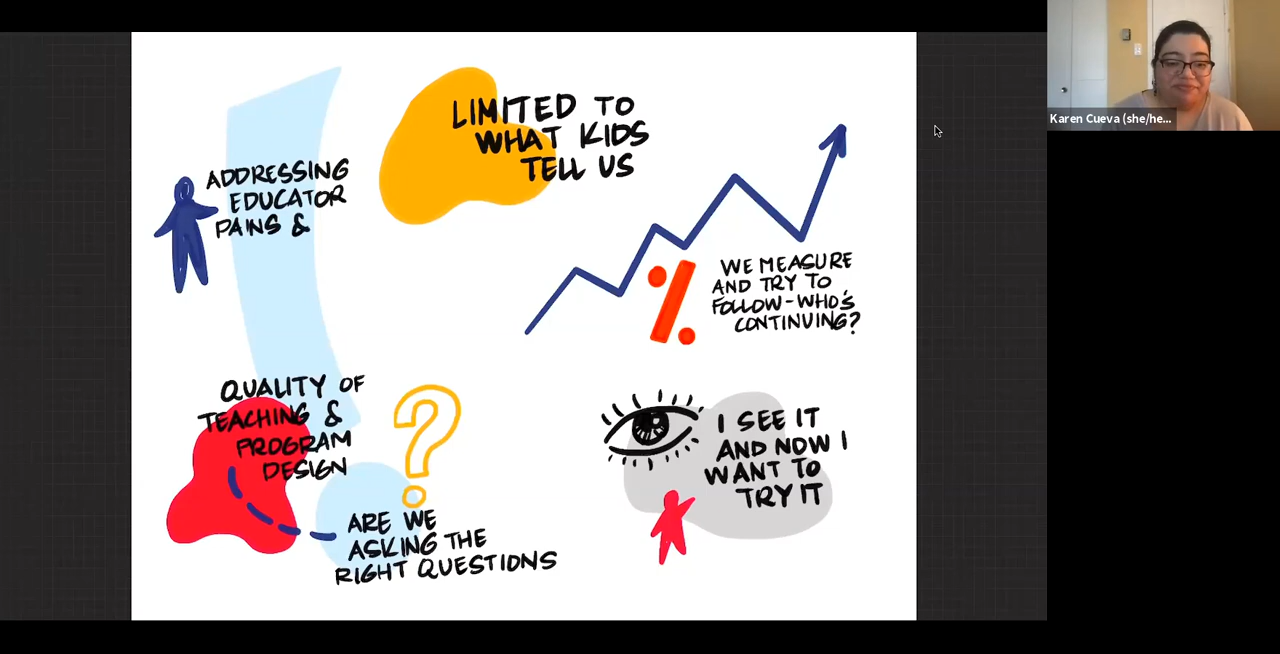 LIMITED TO
WHAT KIDS
TELL US
ADDRESSING
EDUCATOR
PAINS &
WE MEASURE
AND TRY TO
FOLLOW-WHO'S
CONTINUING?
QUALITY OF
TEACHING &
PROGRAM
DESIGN
?
ARE WE
ASKING THE
RIGHT QUESTIONS
I SEE IT
AND NOW I
WANT TO
TRY IT
%
Karen Cueva (she/he...